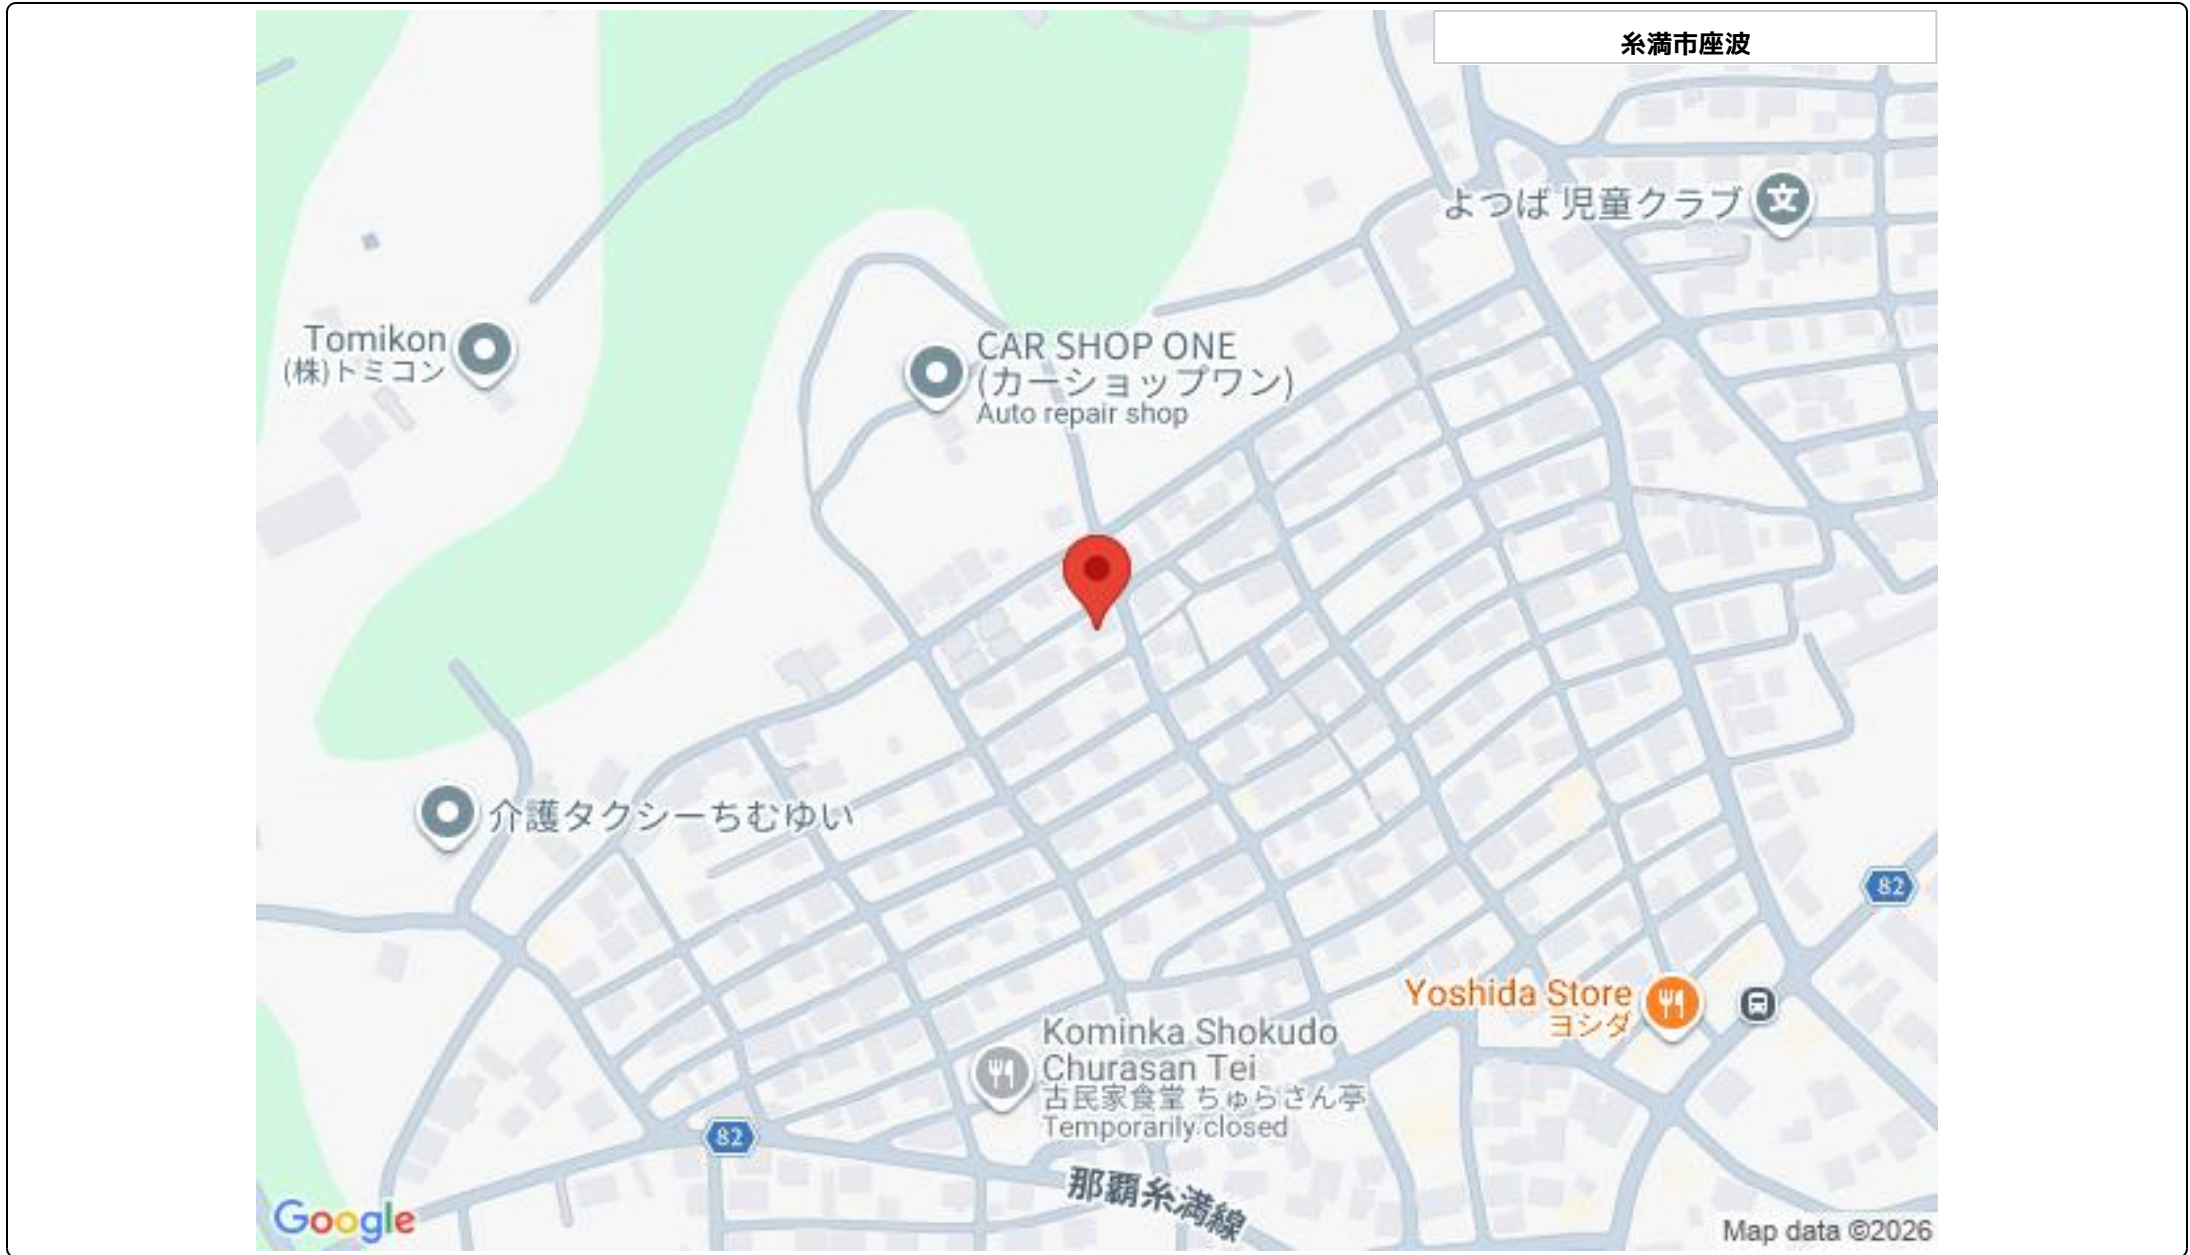 糸満市座波
よつば 児童クラブ
Tomikon
(株)トミコン
CAR SHOP ONE
(カーショップワン)
Auto repair shop
介護タクシーちむゆい
82
Yoshida Store
ヨシダ
Kominka Shokudo
Churasan Tei
古民家食堂 ちゅらさん亭
Temporarily closed
82
那覇糸満線
Google
Map data ©2026